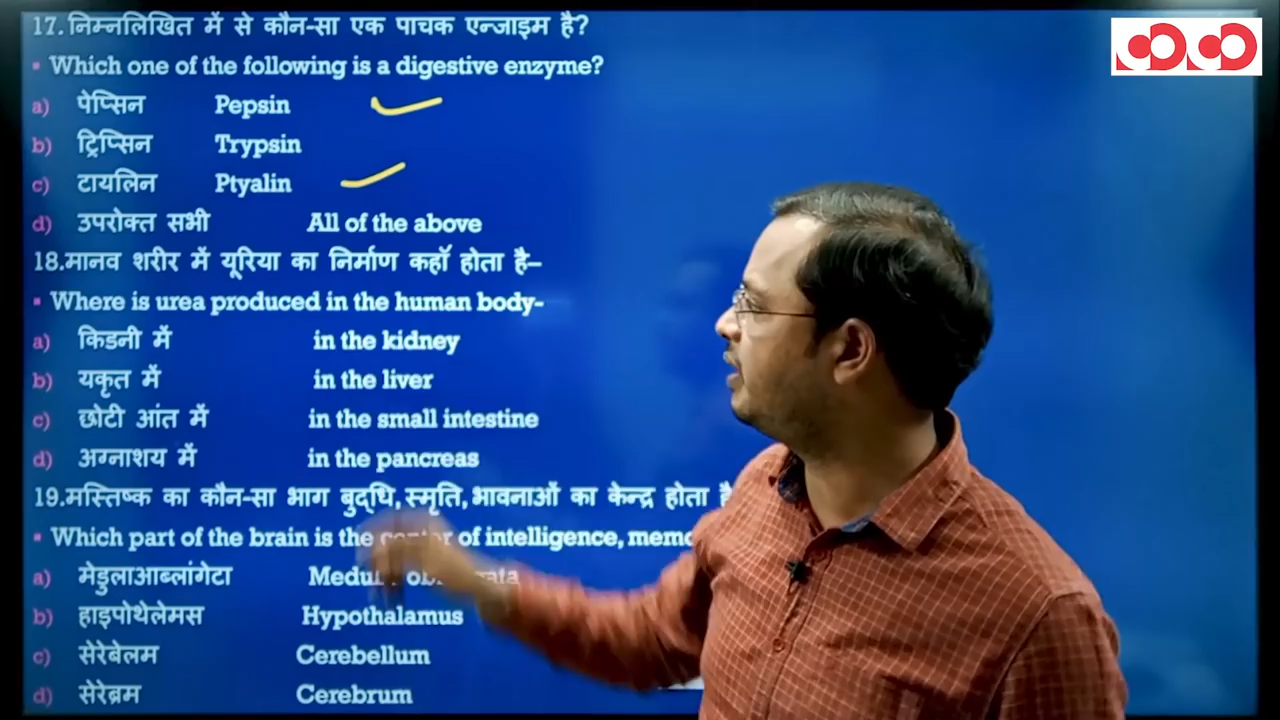 17. निम्नलिखित में से कौन-सा एक पाचक एन्जाइम है?
▪ Which one of the following is a digestive enzyme?
a) पेप्सिन Pepsin
b) ट्रिप्सिन Trypsin
c) टायलिन Ptyalin
d) उपरोक्त सभी All of the above
18.मानव शरीर में यूरिया का निर्माण कहॉ होता है–
▪ Where is urea produced in the human body-
a) किडनी में in the kidney
b) यकृत में in the liver
c) छोटी आंत में in the small intestine
d) अग्नाशय में in the pancreas
19.मस्तिष्क का कौन-सा भाग बुद्धि, स्मृति, भावनाओं का केन्द्र होता
▪ Which part of the brain is the center of intelligence,
a) मेडुलाआब्लांगेटा
b) हाइपोथेलेमस Hypothalamus
c) सेरेबेलम Cerebellum
d) सेरेब्रम Cerebrum